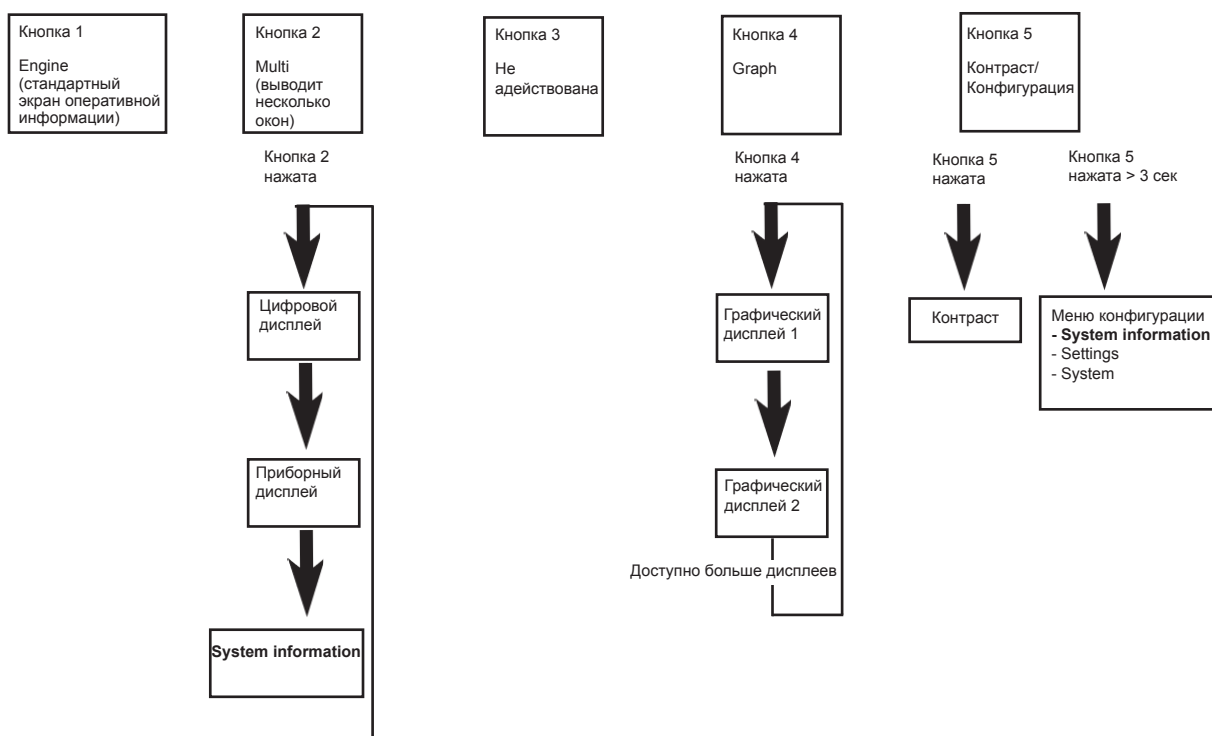 Кнопка 1
Engine
(стандартный
экран оперативной
информации)
Кнопка 2
Multi
(выводит
несколько
окон)
Кнопка 3
Не
адействована
Кнопка 4
Graph
Кнопка 5
Контраст/
Конфигурация
Кнопка 2
нажата
Цифровой
дисплей
Приборный
дисплей
System information
Кнопка 4
нажата
Графический
дисплей 1
Графический
дисплей 2
Доступно больше дисплеев
Кнопка 5
нажата
Контраст
Кнопка 5
нажата > 3 сек
Меню конфигурации
- System information
- Settings
- System